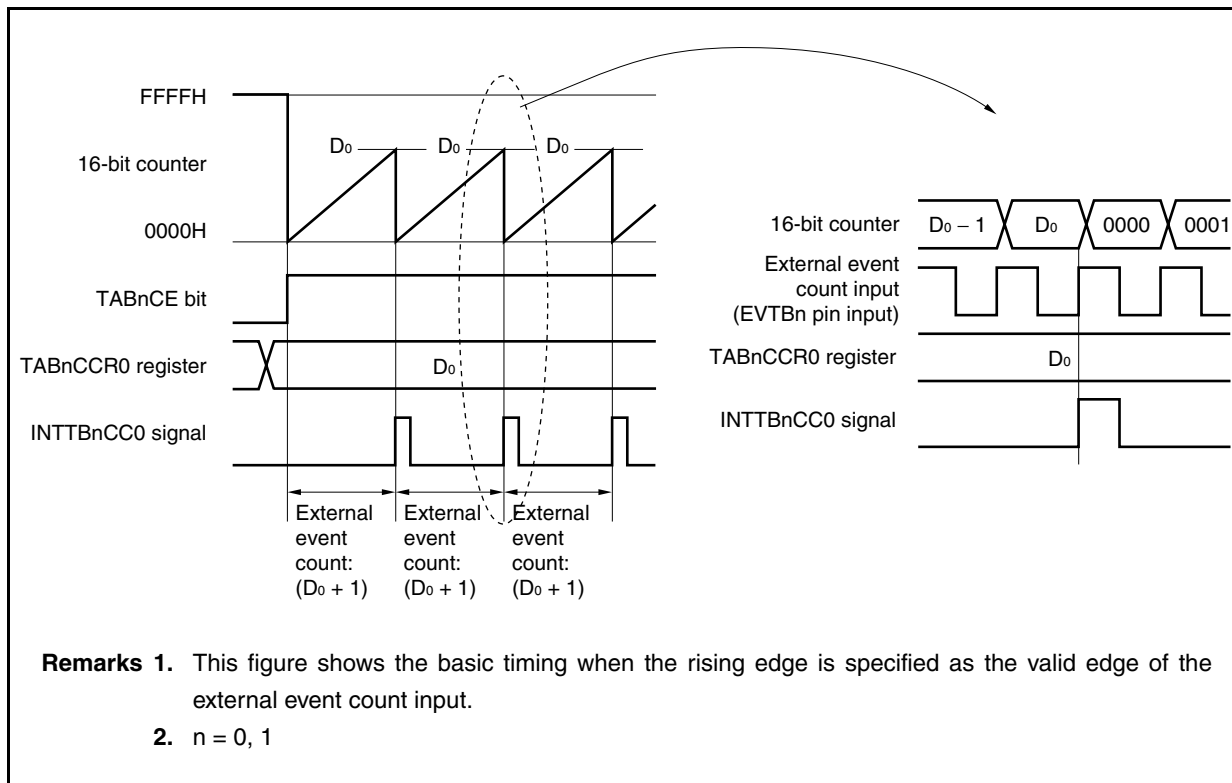 FFFFH
16-bit counter
0000H
D0
D0
D0
TABnCE bit
TABnCCR0 register
D0
INTTBnCC0 signal
External
event
count:
(D0 + 1)
External
event
count:
(D0 + 1)
External
event
count:
(D0 + 1)
16-bit counter
D0 − 1
D0
0000
0001
External event
count input
(EVTBn pin input)
TABnCCR0 register
D0
INTTBnCC0 signal
Remarks 1. This figure shows the basic timing when the rising edge is specified as the valid edge of the
external event count input.
2. n = 0, 1